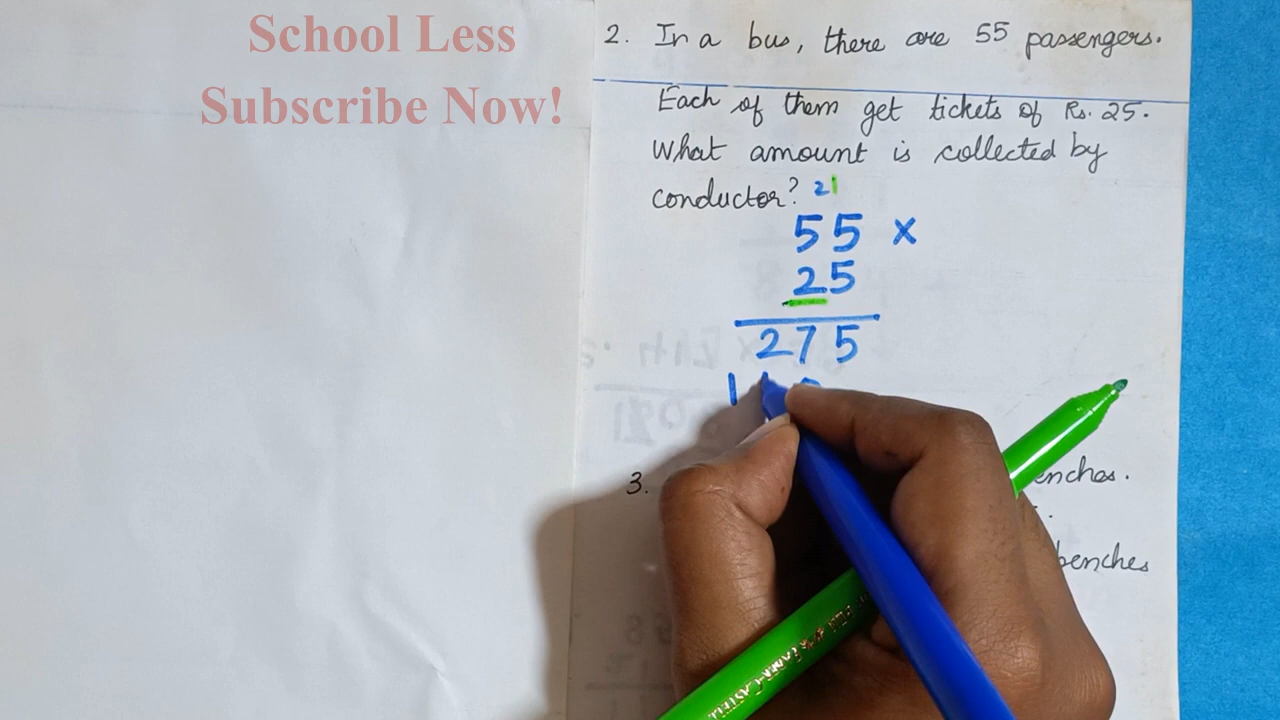 School Less
Subscribe Now!
2. In a bus, there are 55 passengers.
Each of them get tickets of Rs. 25.
What amount is collected by
conductor?
21
55 ×
25
275
11
3.
enches.
benches